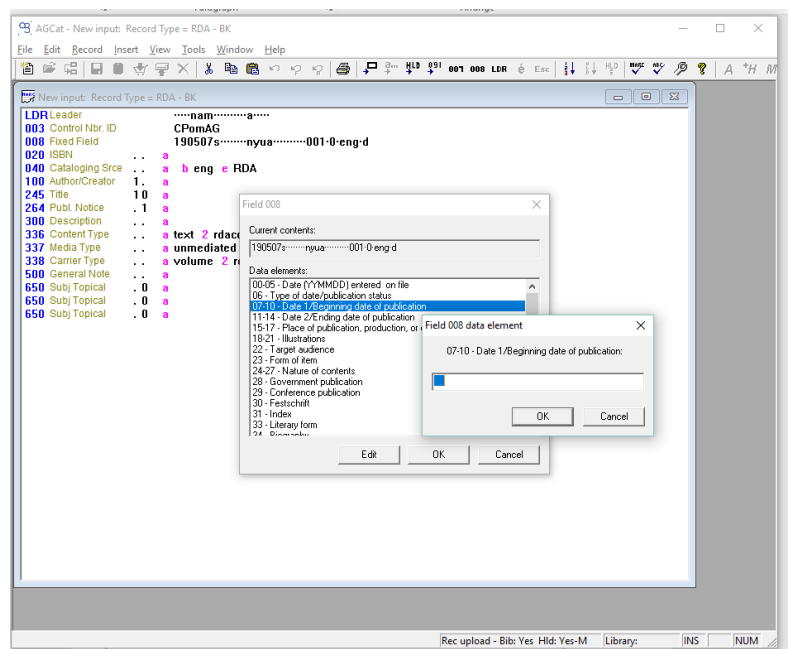 AGCat - New input: Record Type = RDA - BK
File Edit Record Insert View Tools Window Help
HLD 091 007 008 LDR é Esc MARC ABC A *H M
New input: Record Type = RDA - BK
LDR Leader ·····nam··········a·····
003 Control Nbr. ID CPomAG
008 Fixed Field 190507s········nyua··········001·0·eng·d
020 ISBN . . a
040 Cataloging Srce . . a b eng e RDA
100 Author/Creator 1 . a
245 Title 1 0 a
264 Publ. Notice . 1 a
300 Description . . a
336 Content Type . . a text 2 rdaco
337 Media Type . . a unmediated
338 Carrier Type . . a volume 2
500 General Note . . a
650 Subj Topical . 0 a
650 Subj Topical . 0 a
650 Subj Topical . 0 a
Field 008
Current contents:
190507s········nyua··········001·0·eng·d
Data elements:
00-05 - Date (YYMMDD) entered on file
06 - Type of date/publication status
07-10 - Date 1/Beginning date of publication
11-14 - Date 2/Ending date of publication
15-17 - Place of publication, production, or
18-21 - Illustrations
22 - Target audience
23 - Form of item
24-27 - Nature of contents
28 - Government publication
29 - Conference publication
30 - Festschrift
31 - Index
33 - Literary form
34 - Biography
Edit OK Cancel
Field 008 data element
07-10 - Date 1/Beginning date of publication:
OK Cancel
Rec upload - Bib: Yes Hld: Yes-M Library: INS NUM